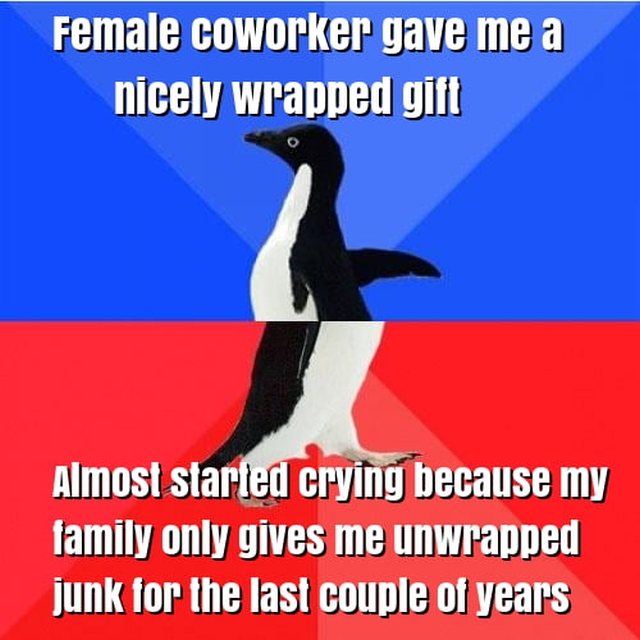 Female coworker gave me a
nicely wrapped gift
Almost started crying because my
family only gives me unwrapped
junk for the last couple of years